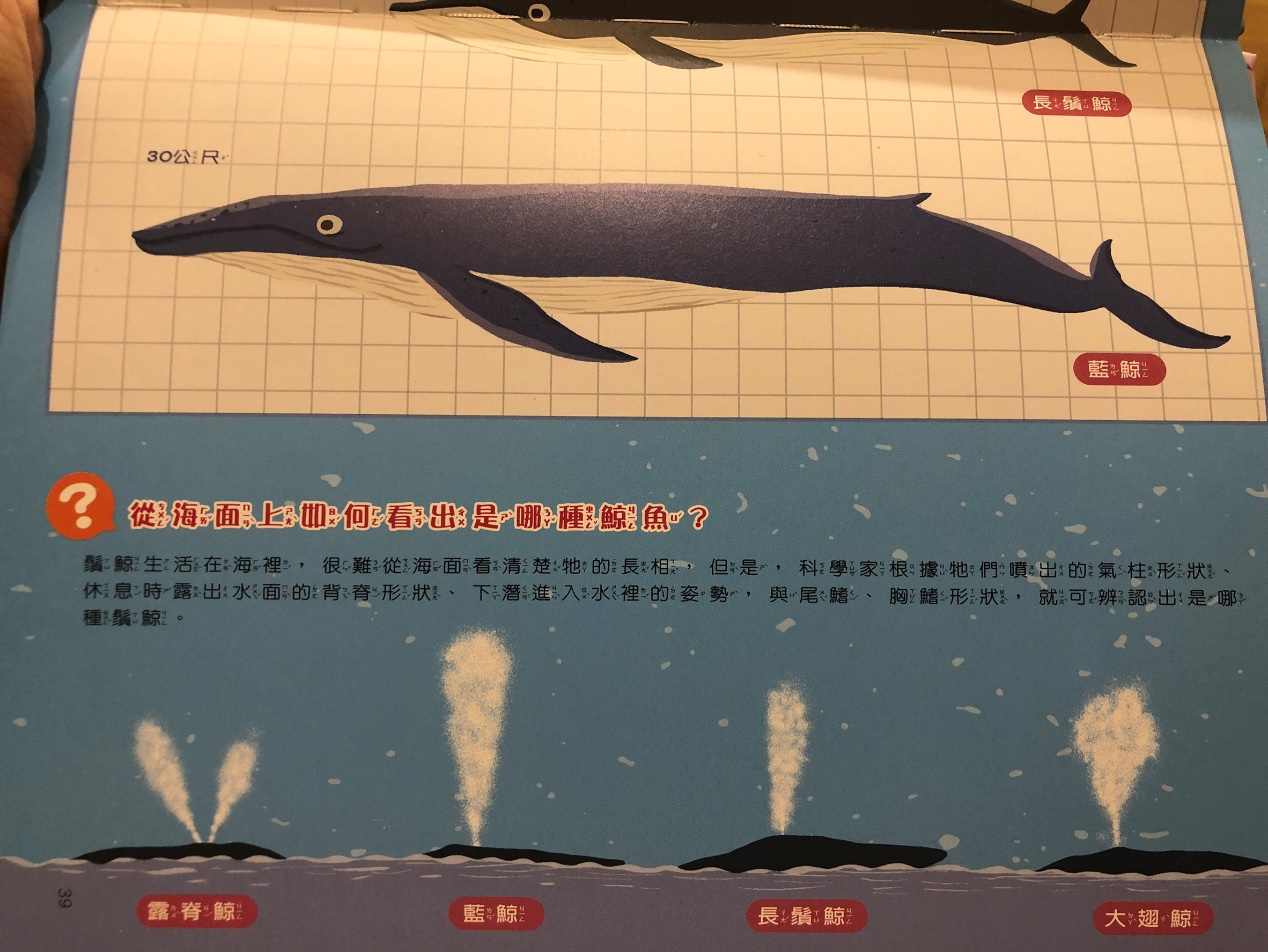 長鬚鯨
30公尺
藍鯨
?
從海面上如何看出是哪種鯨魚?
鬚鯨生活在海裡,很難從海面看清楚牠的長相,但是,科學家根據牠們噴出的氣柱形狀、
休息時露出水面的背脊形狀、下潛進入水裡的姿勢,與尾鰭、胸鰭形狀,就可辨認出是哪
種鬚鯨。
露脊鯨
藍鯨
長鬚鯨
大翅鯨
39